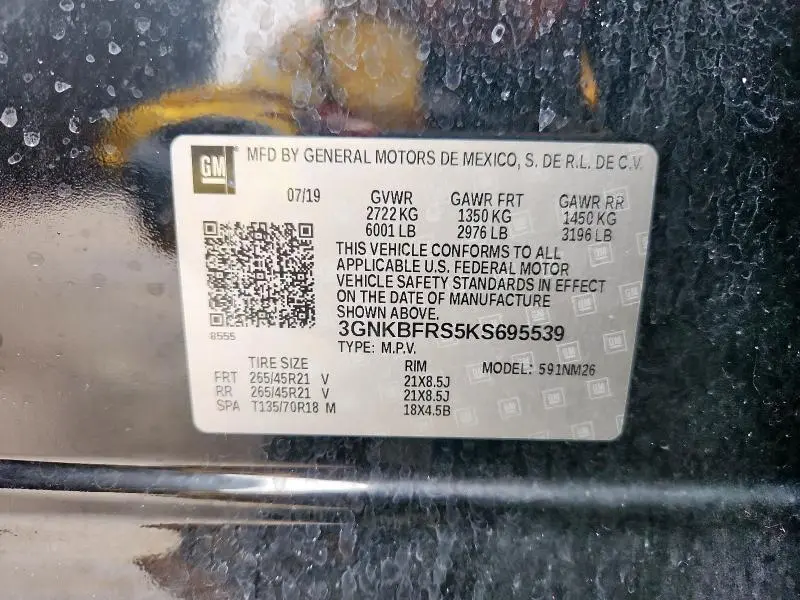 GM MFD BY GENERAL MOTORS DE MEXICO, S. DE R.L. DE C.V.
07/19 GVWR GAWR FRT GAWR RR
2722 KG 1350 KG 1450 KG
6001 LB 2976 LB 3196 LB
THIS VEHICLE CONFORMS TO ALL
APPLICABLE U.S. FEDERAL MOTOR
VEHICLE SAFETY STANDARDS IN EFFECT
ON THE DATE OF MANUFACTURE
SHOWN ABOVE.
8555
3GNKBFRS5KS695539
TYPE: M.P.V.
TIRE SIZE RIM MODEL: 591NM26
FRT 265/45R21 V 21X8.5J
RR 265/45R21 V 21X8.5J
SPA T135/70R18 M 18X4.5B